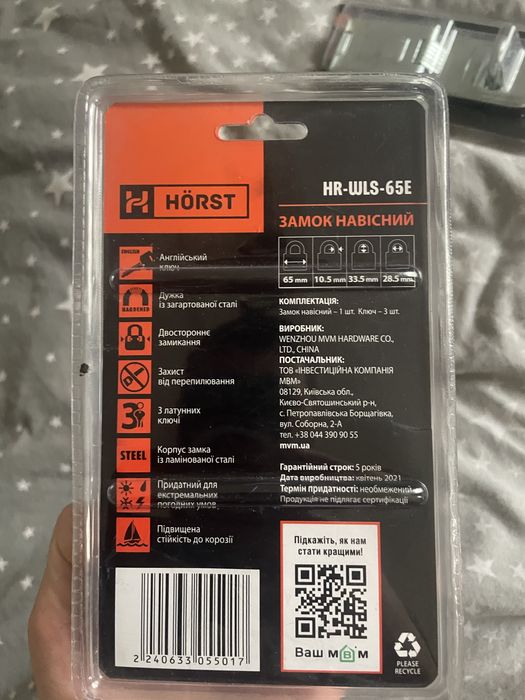 HÖRST
HR-WLS-65E
ЗАМОК НАВІСНИЙ
65 mm
10.5 mm
33.5 mm
28.5 mm
ENGLISH
Англійський
ключ
HARDENED
Дужка
із загартованої сталі
Двостороннє
замикання
Захист
від перепилювання
3 латунних
ключі
STEEL
Корпус замка
із ламінованої сталі
Придатний для
екстремальних
погодних умов
Підвищена
стійкість до корозії
КОМПЛЕКТАЦІЯ:
Замок навісний – 1 шт. Ключ – 3 шт.
ВИРОБНИК:
WENZHOU MVM HARDWARE CO.,
LTD., CHINA
ПОСТАЧАЛЬНИК:
ТОВ «ІНВЕСТИЦІЙНА КОМПАНІЯ
МВМ»
08129, Київська обл.,
Києво-Святошинський р-н,
с. Петропавлівська Борщагівка,
вул. Соборна, 2-А
тел. +38 044 390 90 55
mvm.ua
Гарантійний строк: 5 років
Дата виробництва: квітень 2021
Термін придатності: необмежений
Продукція не підлягає сертифікації
Підкажіть, як нам
стати кращими!
Ваш МВМ
2 240633 055017
PLEASE
RECYCLE